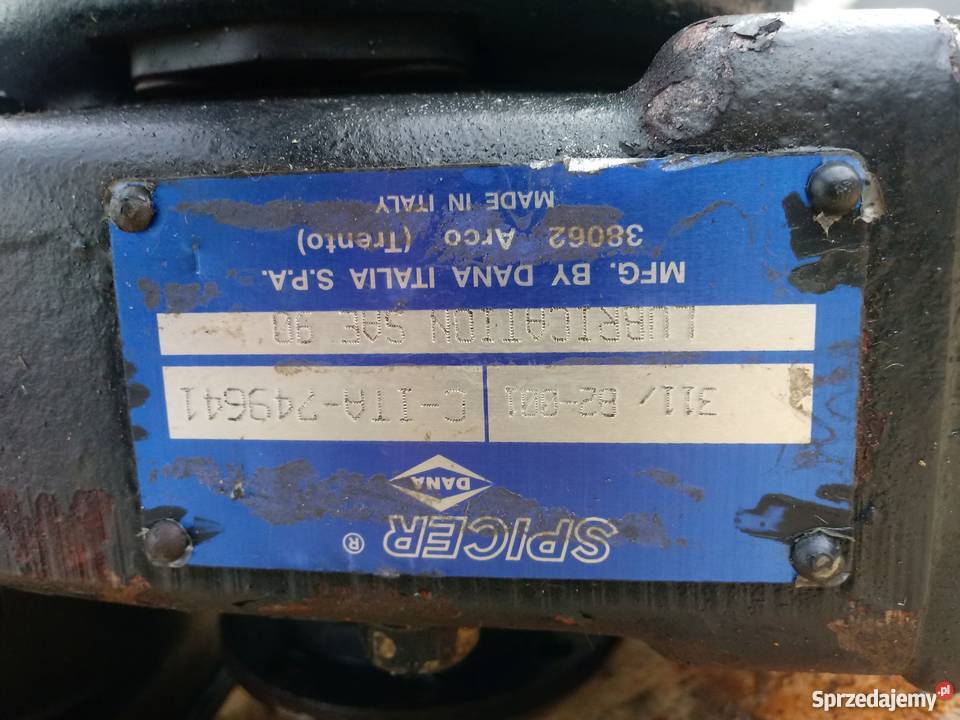 SPICER ®
DANA
311/ 82-001 C-ITA-749641
LUBRICATION SAE 90
MFG. BY DANA ITALIA S.P.A.
38062 Arco (Trento)
MADE IN ITALY
Sprzedajemy.pl